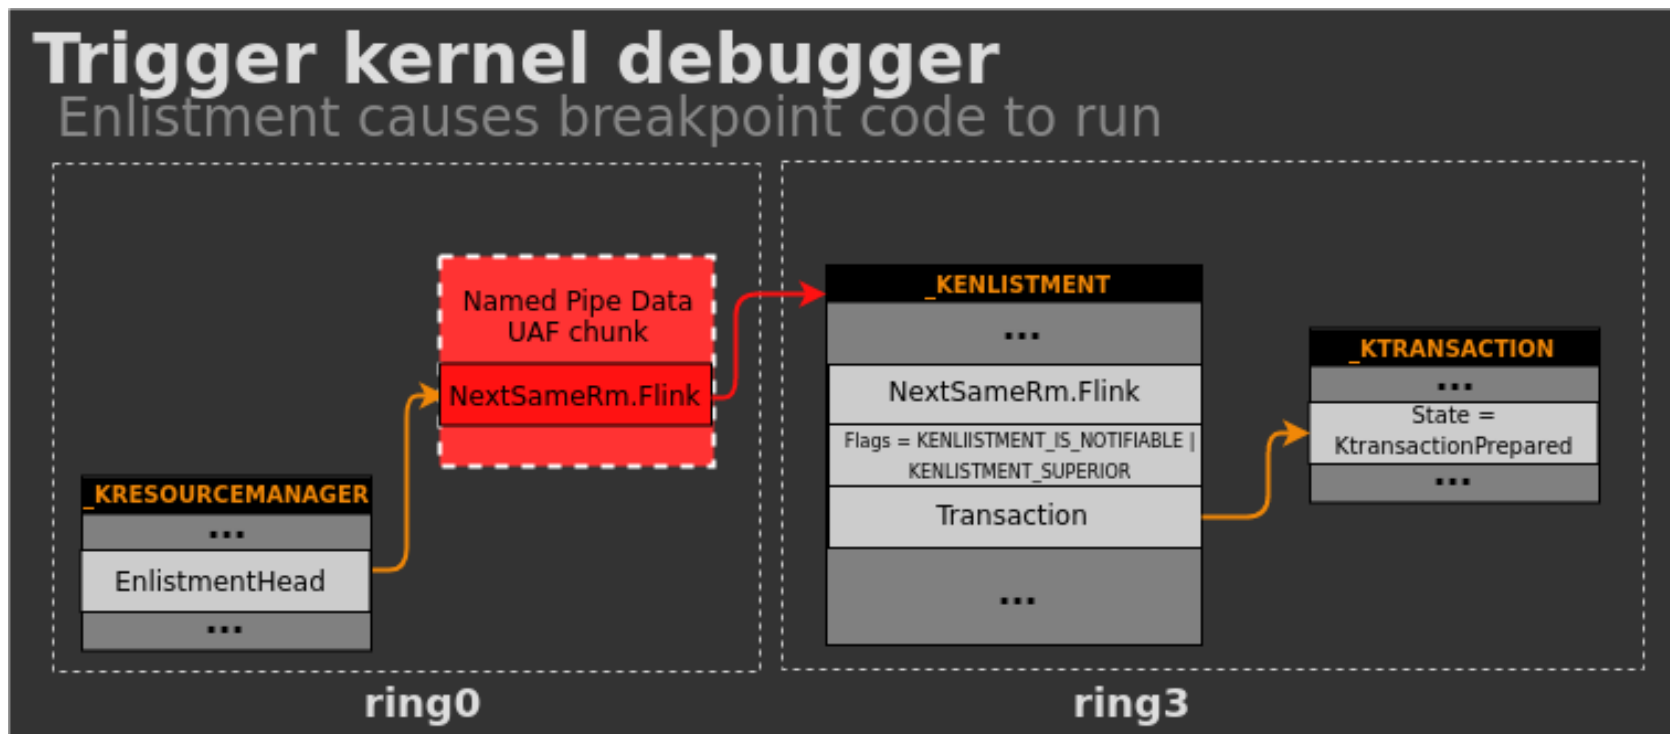 Trigger kernel debugger
Enlistment causes breakpoint code to run
Named Pipe Data
UAF chunk
NextSameRm.Flink
_KRESOURCEMANAGER
...
EnlistmentHead
...
_KENLISTMENT
...
NextSameRm.Flink
Flags = KENLIISTMENT_IS_NOTIFIABLE |
KENLISTMENT_SUPERIOR
Transaction
...
_KTRANSACTION
...
State =
KtransactionPrepared
...
ring0
ring3